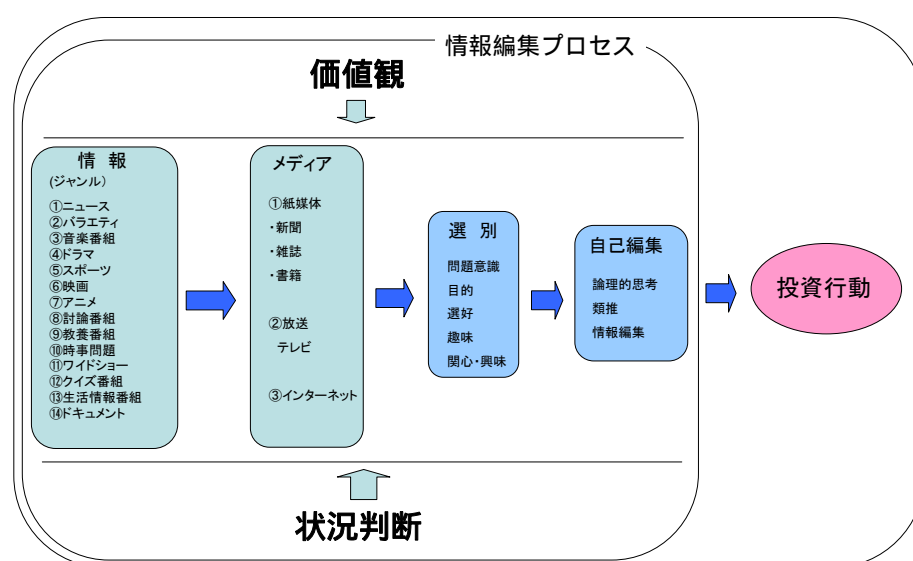 情報編集プロセス
価値観
情 報
(ジャンル)
①ニュース
②バラエティ
③音楽番組
④ドラマ
⑤スポーツ
⑥映画
⑦アニメ
⑧討論番組
⑨教養番組
⑩時事問題
⑪ワイドショー
⑫クイズ番組
⑬生活情報番組
⑭ドキュメント
メディア
①紙媒体
・新聞
・雑誌
・書籍
②放送
テレビ
③インターネット
選 別
問題意識
目的
選好
趣味
関心・興味
自己編集
論理的思考
類推
情報編集
投資行動
状況判断